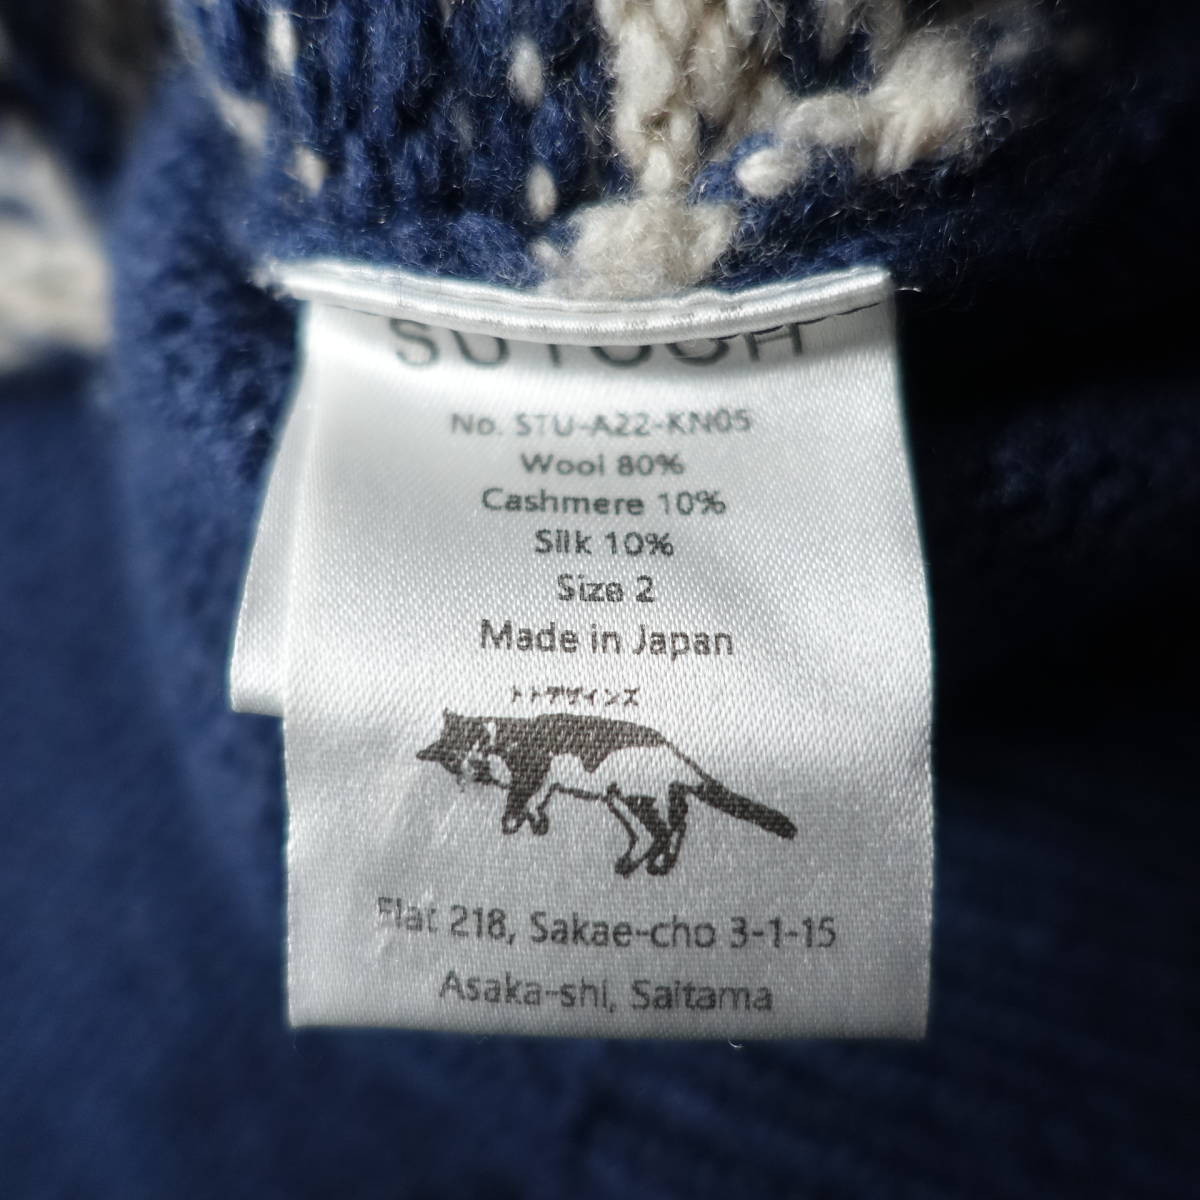 SUTOCH
No. STU-A22-KN05
Wool 80%
Cashmere 10%
Silk 10%
Size 2
Made in Japan
トトデザインズ
Flat 218, Sakae-cho 3-1-15
Asaka-shi, Saitama